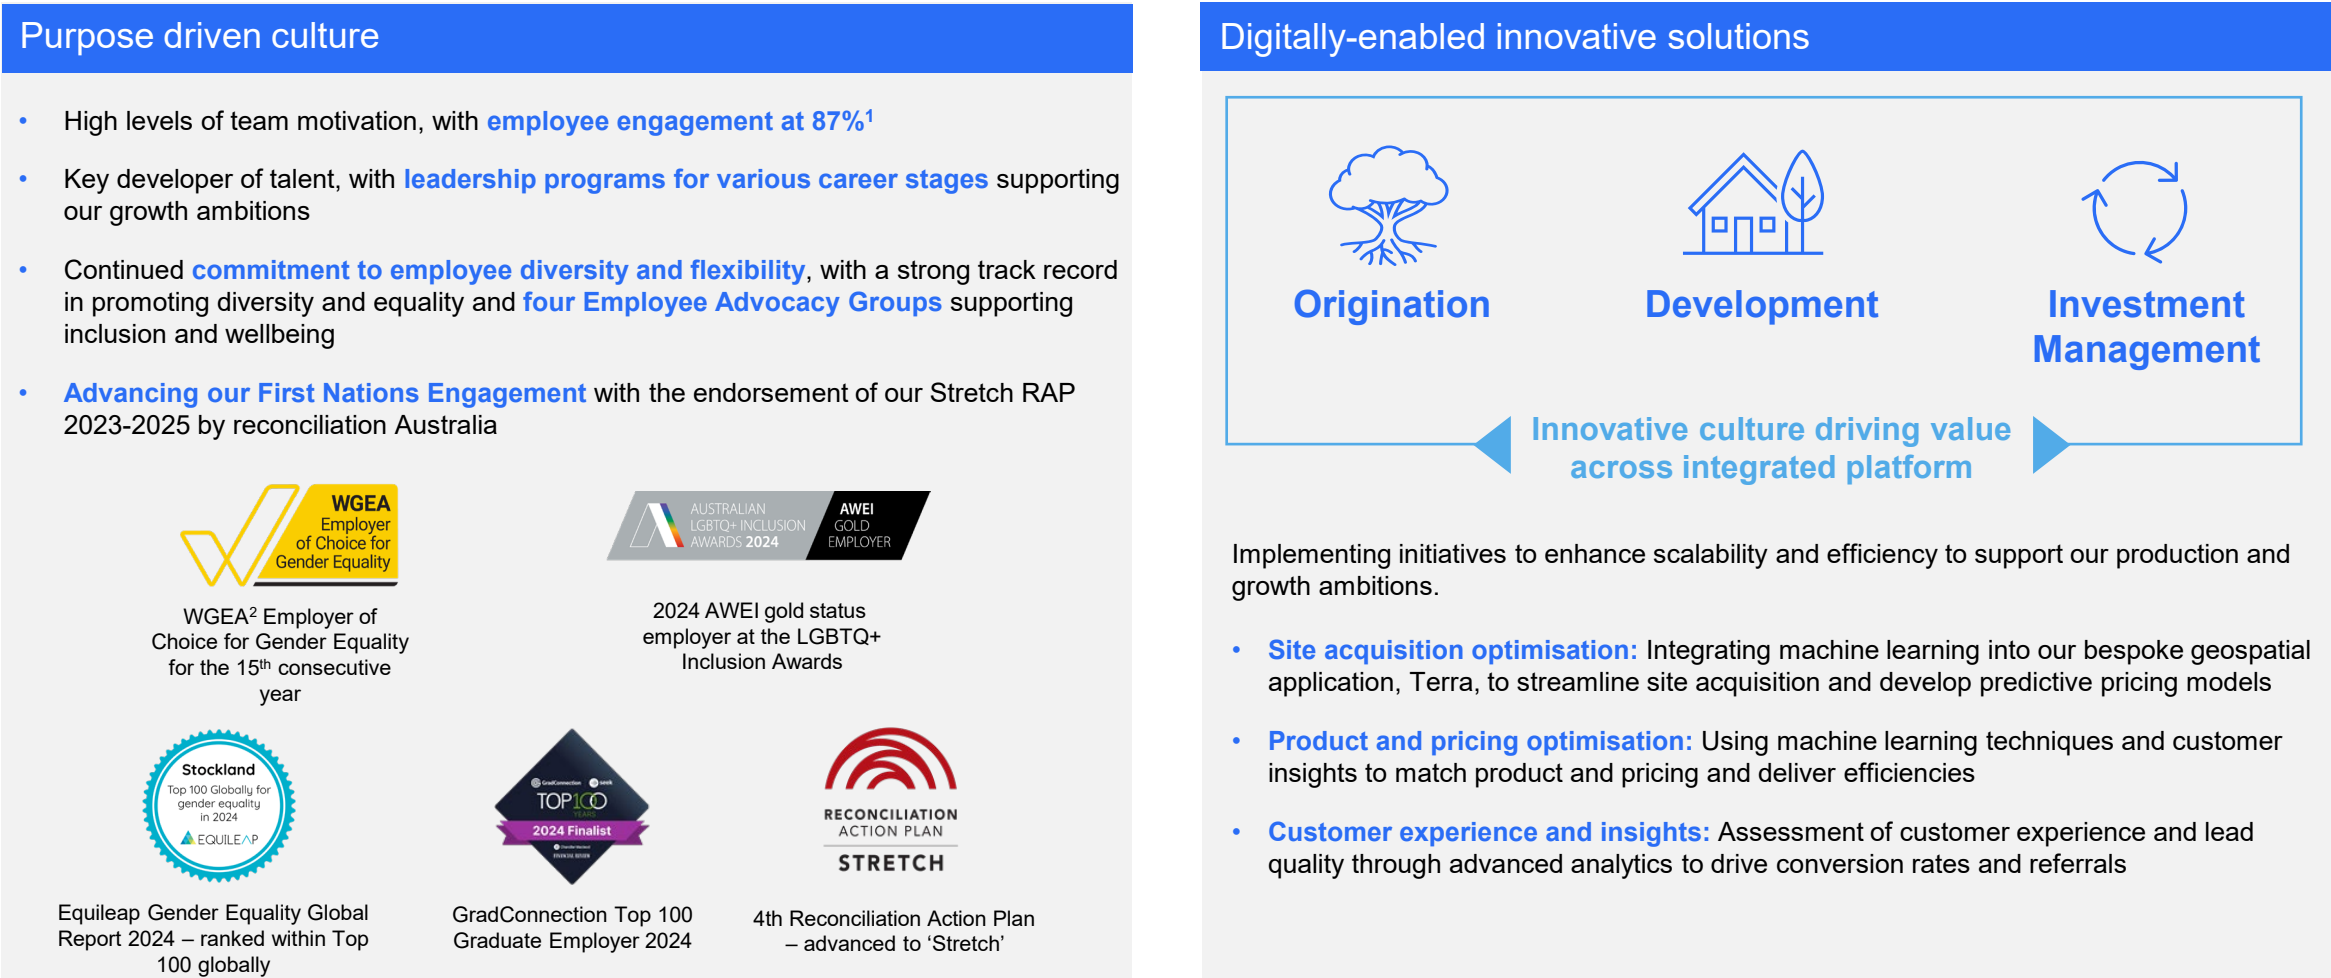 Purpose driven culture
• High levels of team motivation, with employee engagement at 87%¹
• Key developer of talent, with leadership programs for various career stages supporting
our growth ambitions
• Continued commitment to employee diversity and flexibility, with a strong track record
in promoting diversity and equality and four Employee Advocacy Groups supporting
inclusion and wellbeing
• Advancing our First Nations Engagement with the endorsement of our Stretch RAP
2023-2025 by reconciliation Australia
WGEA
Employer
of Choice for
Gender Equality
WGEA² Employer of
Choice for Gender Equality
for the 15th consecutive
year
AUSTRALIAN
LGBTQ+ INCLUSION
AWARDS 2024
AWEI
GOLD
EMPLOYER
2024 AWEI gold status
employer at the LGBTQ+
Inclusion Awards
Stockland
Top 100 Globally for
gender equality
in 2024
EQUILEAP
Equileap Gender Equality Global
Report 2024 – ranked within Top
100 globally
GradConnection seek
TOP100
YEARS
2024 Finalist
FINANCIAL REVIEW
GradConnection Top 100
Graduate Employer 2024
RECONCILIATION
ACTION PLAN
STRETCH
4th Reconciliation Action Plan
– advanced to ‘Stretch’
Digitally-enabled innovative solutions
Origination
Development
Investment
Management
Innovative culture driving value
across integrated platform
Implementing initiatives to enhance scalability and efficiency to support our production and
growth ambitions.
• Site acquisition optimisation: Integrating machine learning into our bespoke geospatial
application, Terra, to streamline site acquisition and develop predictive pricing models
• Product and pricing optimisation: Using machine learning techniques and customer
insights to match product and pricing and deliver efficiencies
• Customer experience and insights: Assessment of customer experience and lead
quality through advanced analytics to drive conversion rates and referrals